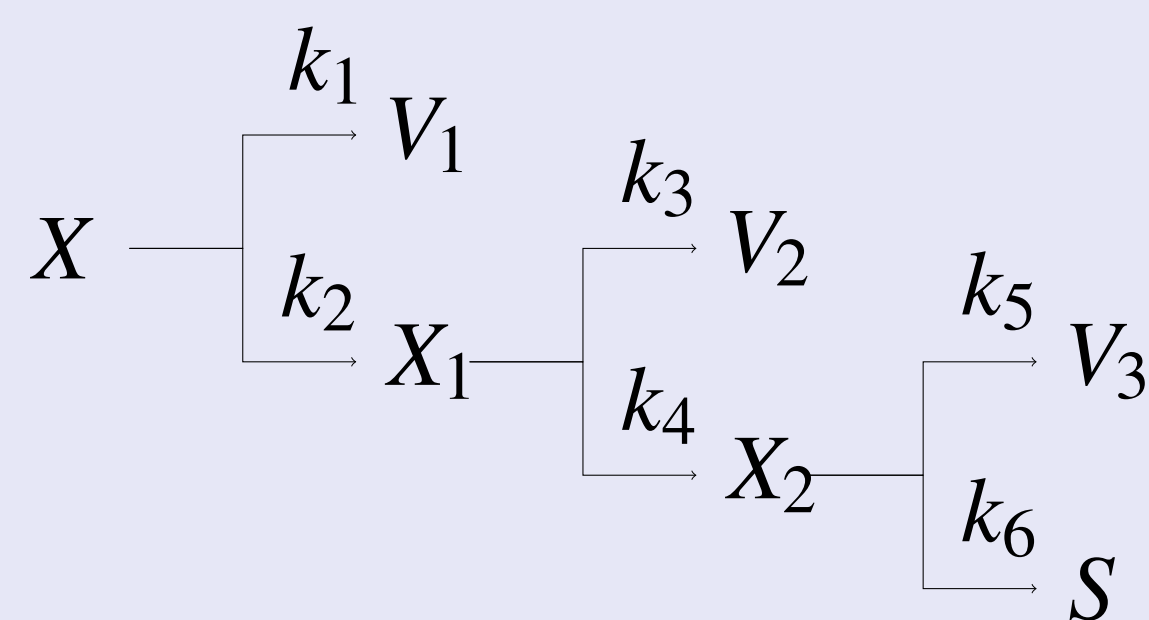 k₁
V₁
k₃
X
V₂
k₂
k₅
X₁
V₃
k₄
X₂
k₆
S